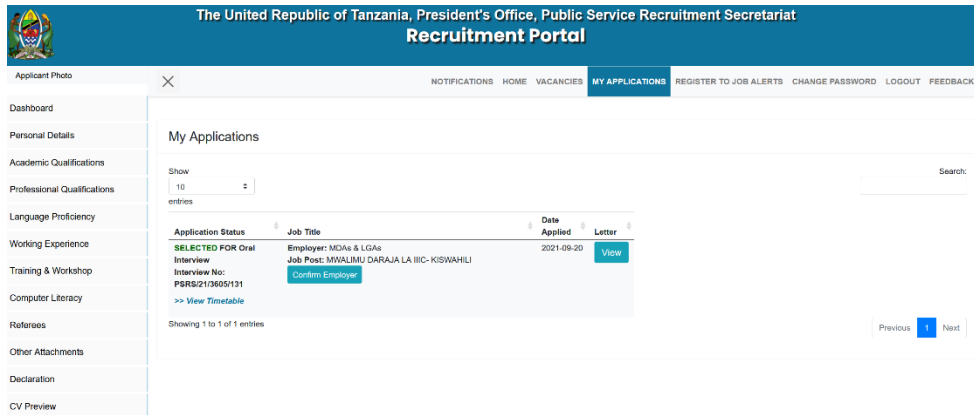 The United Republic of Tanzania, President's Office, Public Service Recruitment Secretariat
Recruitment Portal
Applicant Photo
NOTIFICATIONS HOME VACANCIES MY APPLICATIONS REGISTER TO JOB ALERTS CHANGE PASSWORD LOGOUT FEEDBACK
Dashboard
Personal Details
Academic Qualifications
Professional Qualifications
Language Proficiency
Working Experience
Training & Workshop
Computer Literacy
Referees
Other Attachments
Declaration
CV Preview
My Applications
Show
10
entries
Search:
Application Status Job Title Date Applied Letter
SELECTED FOR Oral
Interview
Interview No:
PSRS/21/3605/131
>> View Timetable
Employer: MDAs & LGAs
Job Post: MWALIMU DARAJA LA IIIC- KISWAHILI
Confirm Employer
2021-09-20
View
Showing 1 to 1 of 1 entries
Previous 1 Next